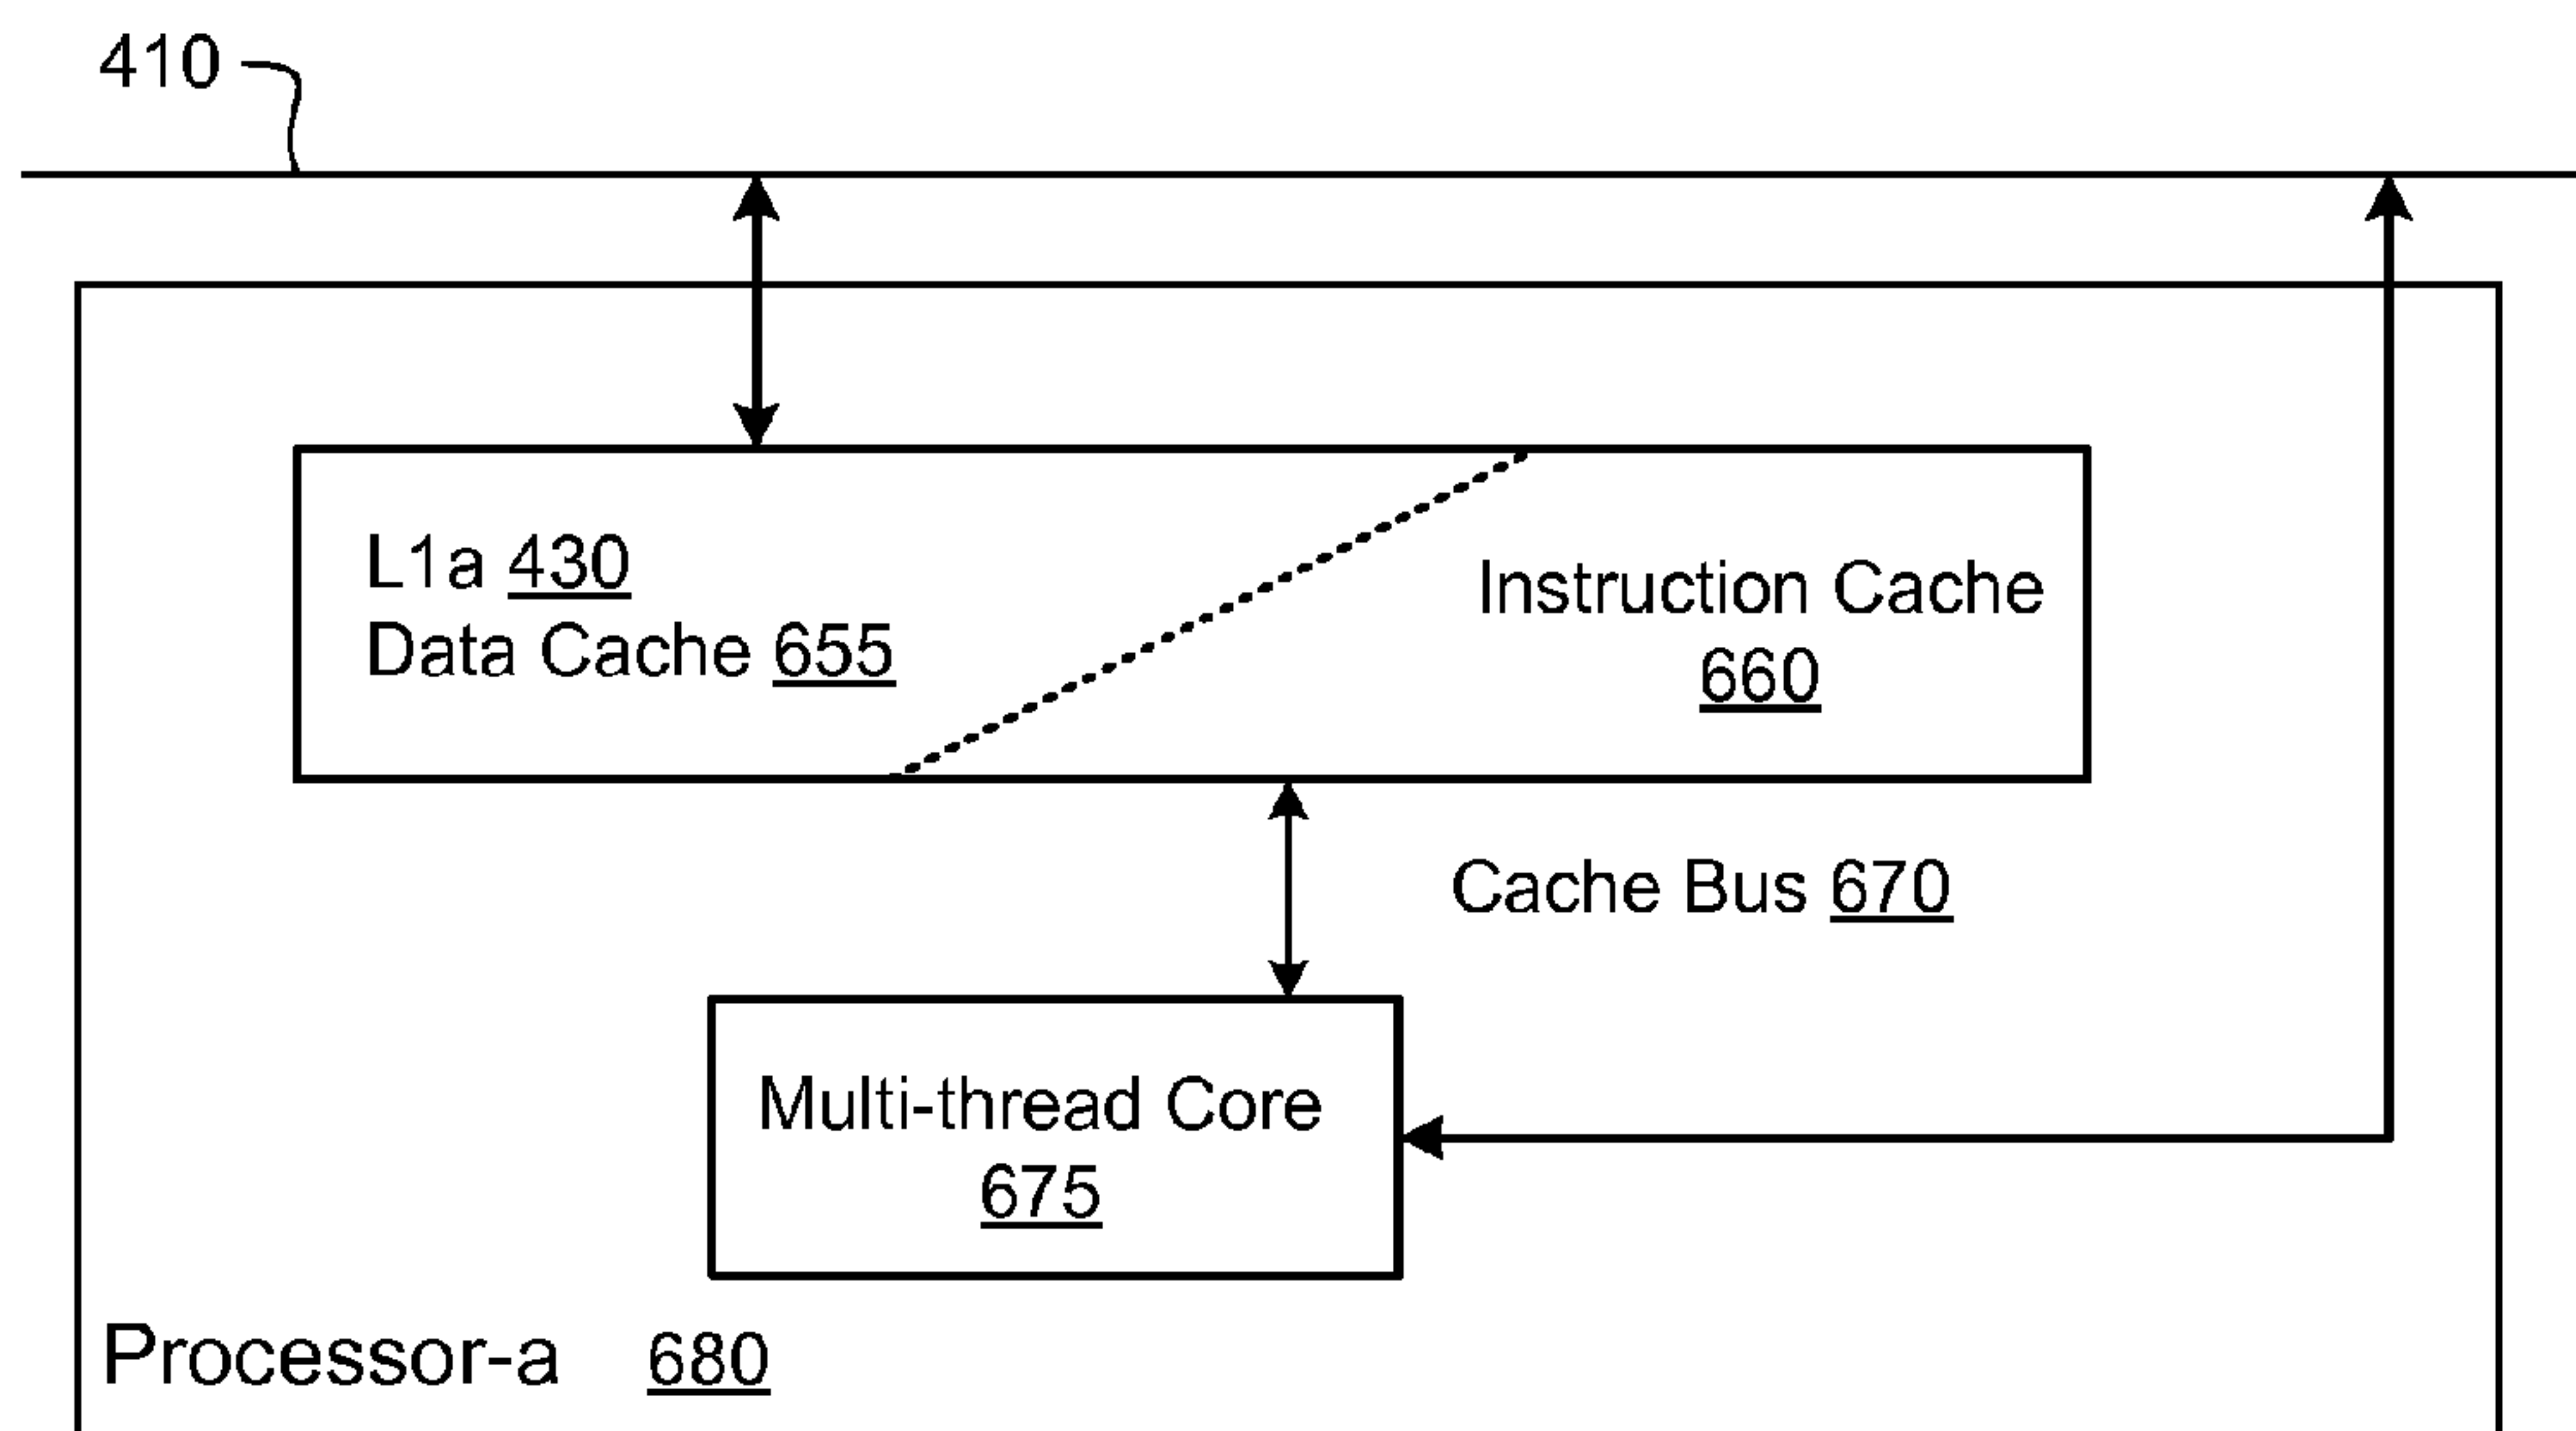 410
L1a 430
Data Cache 655
Instruction Cache
660
Cache Bus 670
Multi-thread Core
675
Processor-a 680